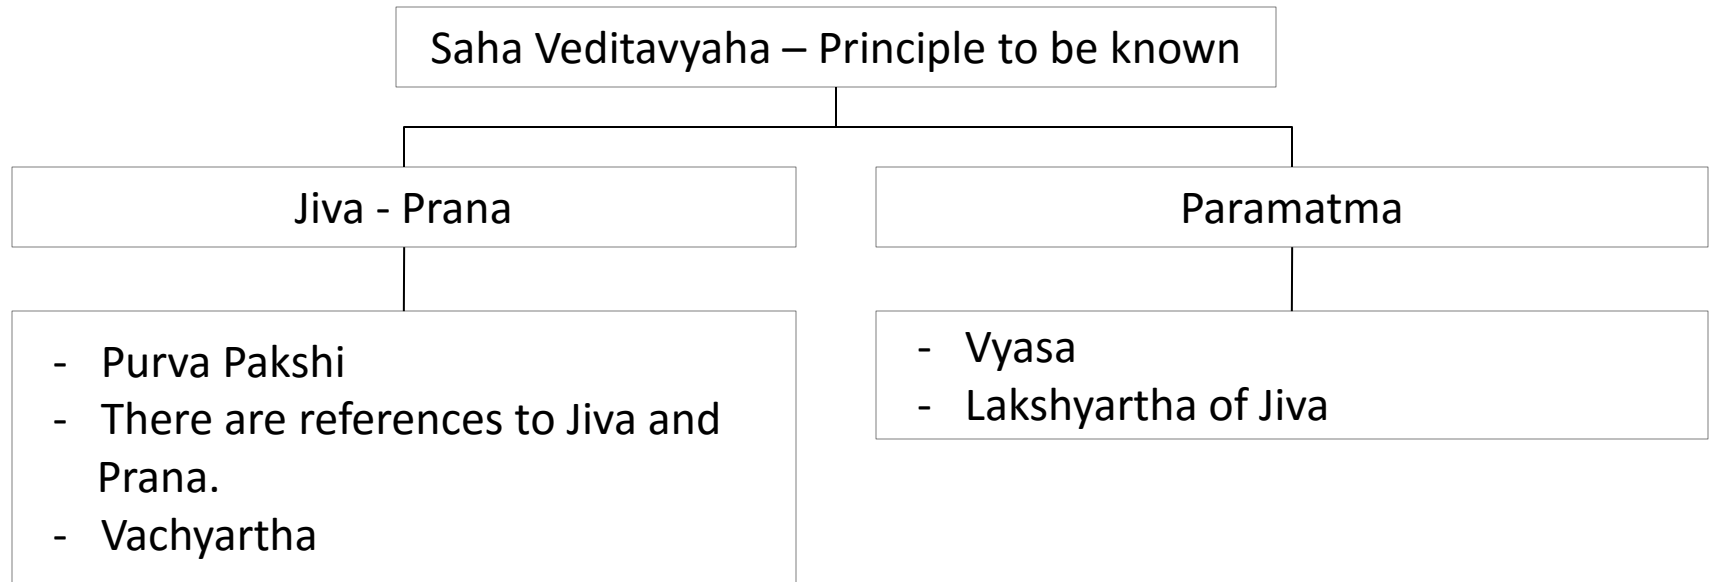 Saha Veditavyaha – Principle to be known
Jiva - Prana
Paramatma
- Purva Pakshi
- There are references to Jiva and
Prana.
- Vachyartha
- Vyasa
- Lakshyartha of Jiva